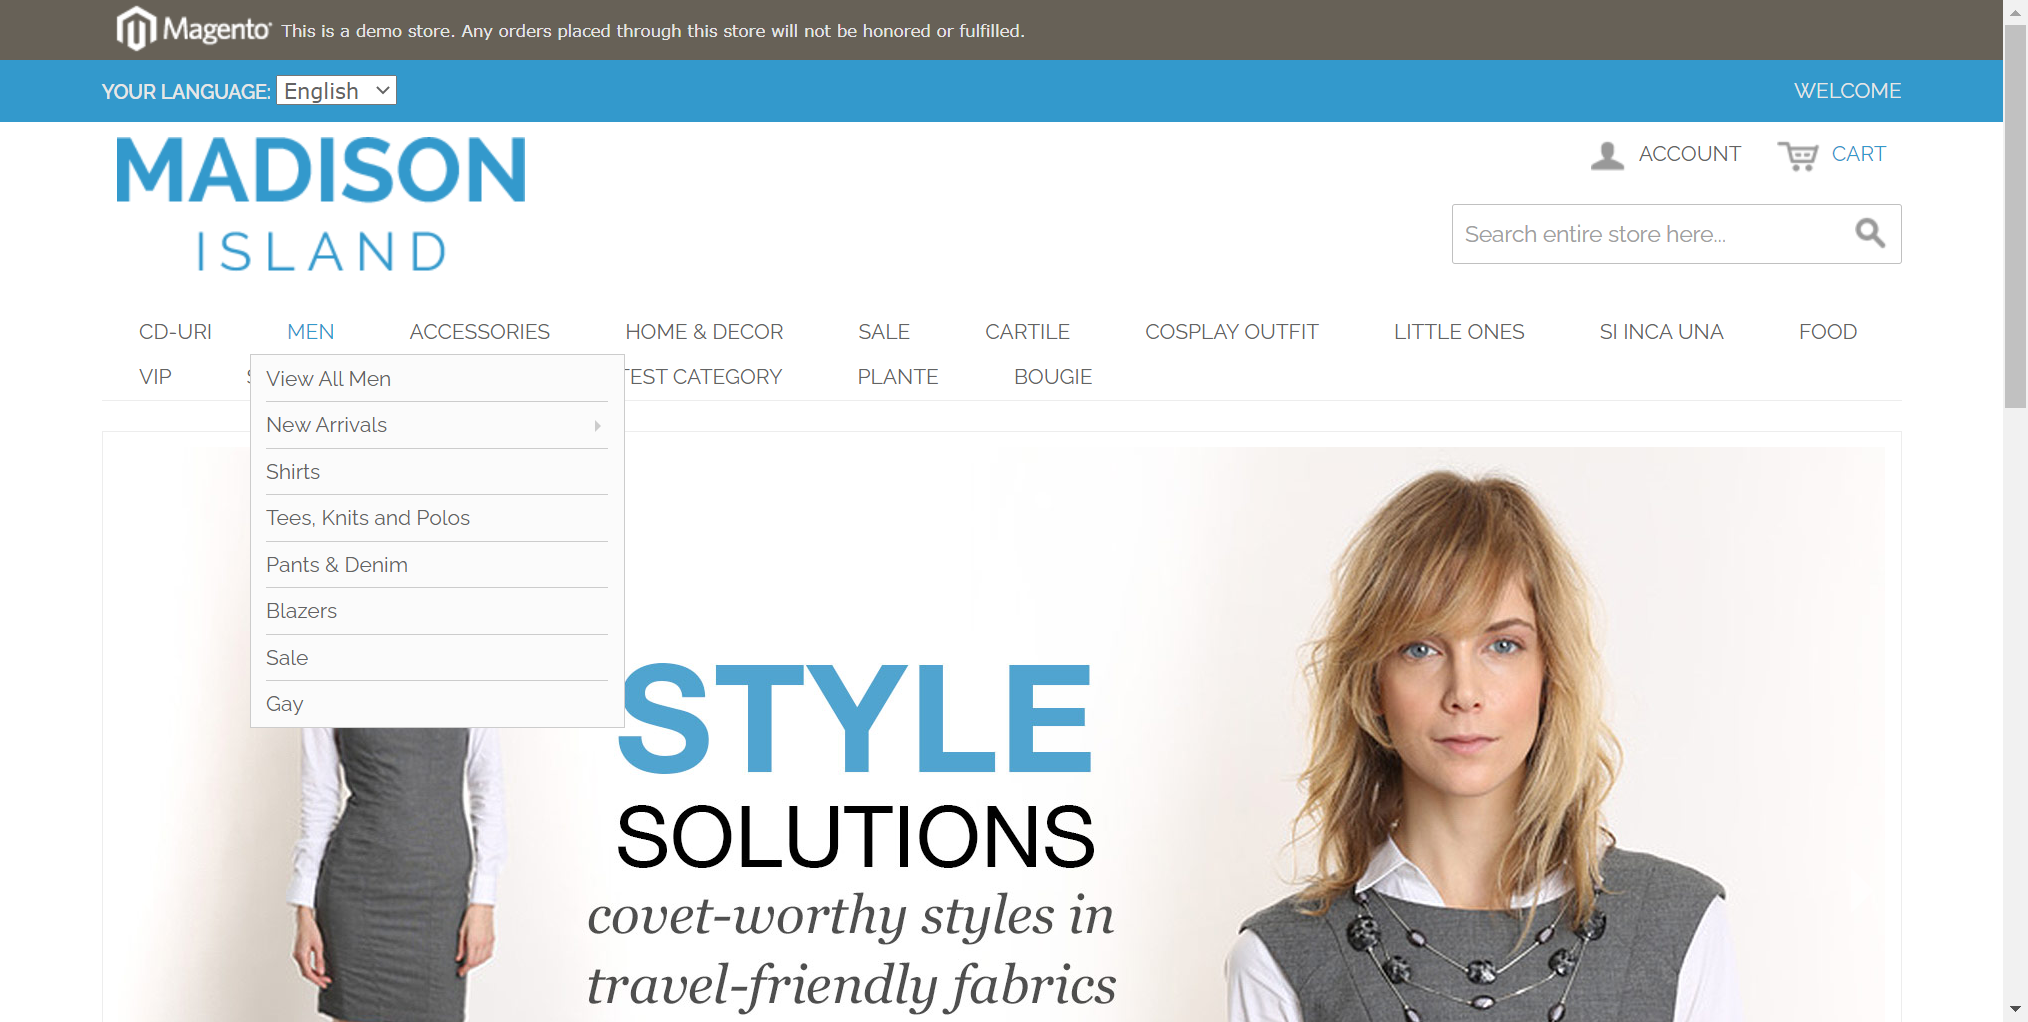 Magento® This is a demo store. Any orders placed through this store will not be honored or fulfilled.
YOUR LANGUAGE: English
WELCOME
MADISON
ISLAND
ACCOUNT
CART
Search entire store here...
CD-URI MEN ACCESSORIES HOME & DECOR SALE CARTILE COSPLAY OUTFIT LITTLE ONES SI INCA UNA FOOD
VIP TEST CATEGORY PLANTE BOUGIE
View All Men
New Arrivals
Shirts
Tees, Knits and Polos
Pants & Denim
Blazers
Sale
Gay
STYLE
SOLUTIONS
covet-worthy styles in
travel-friendly fabrics